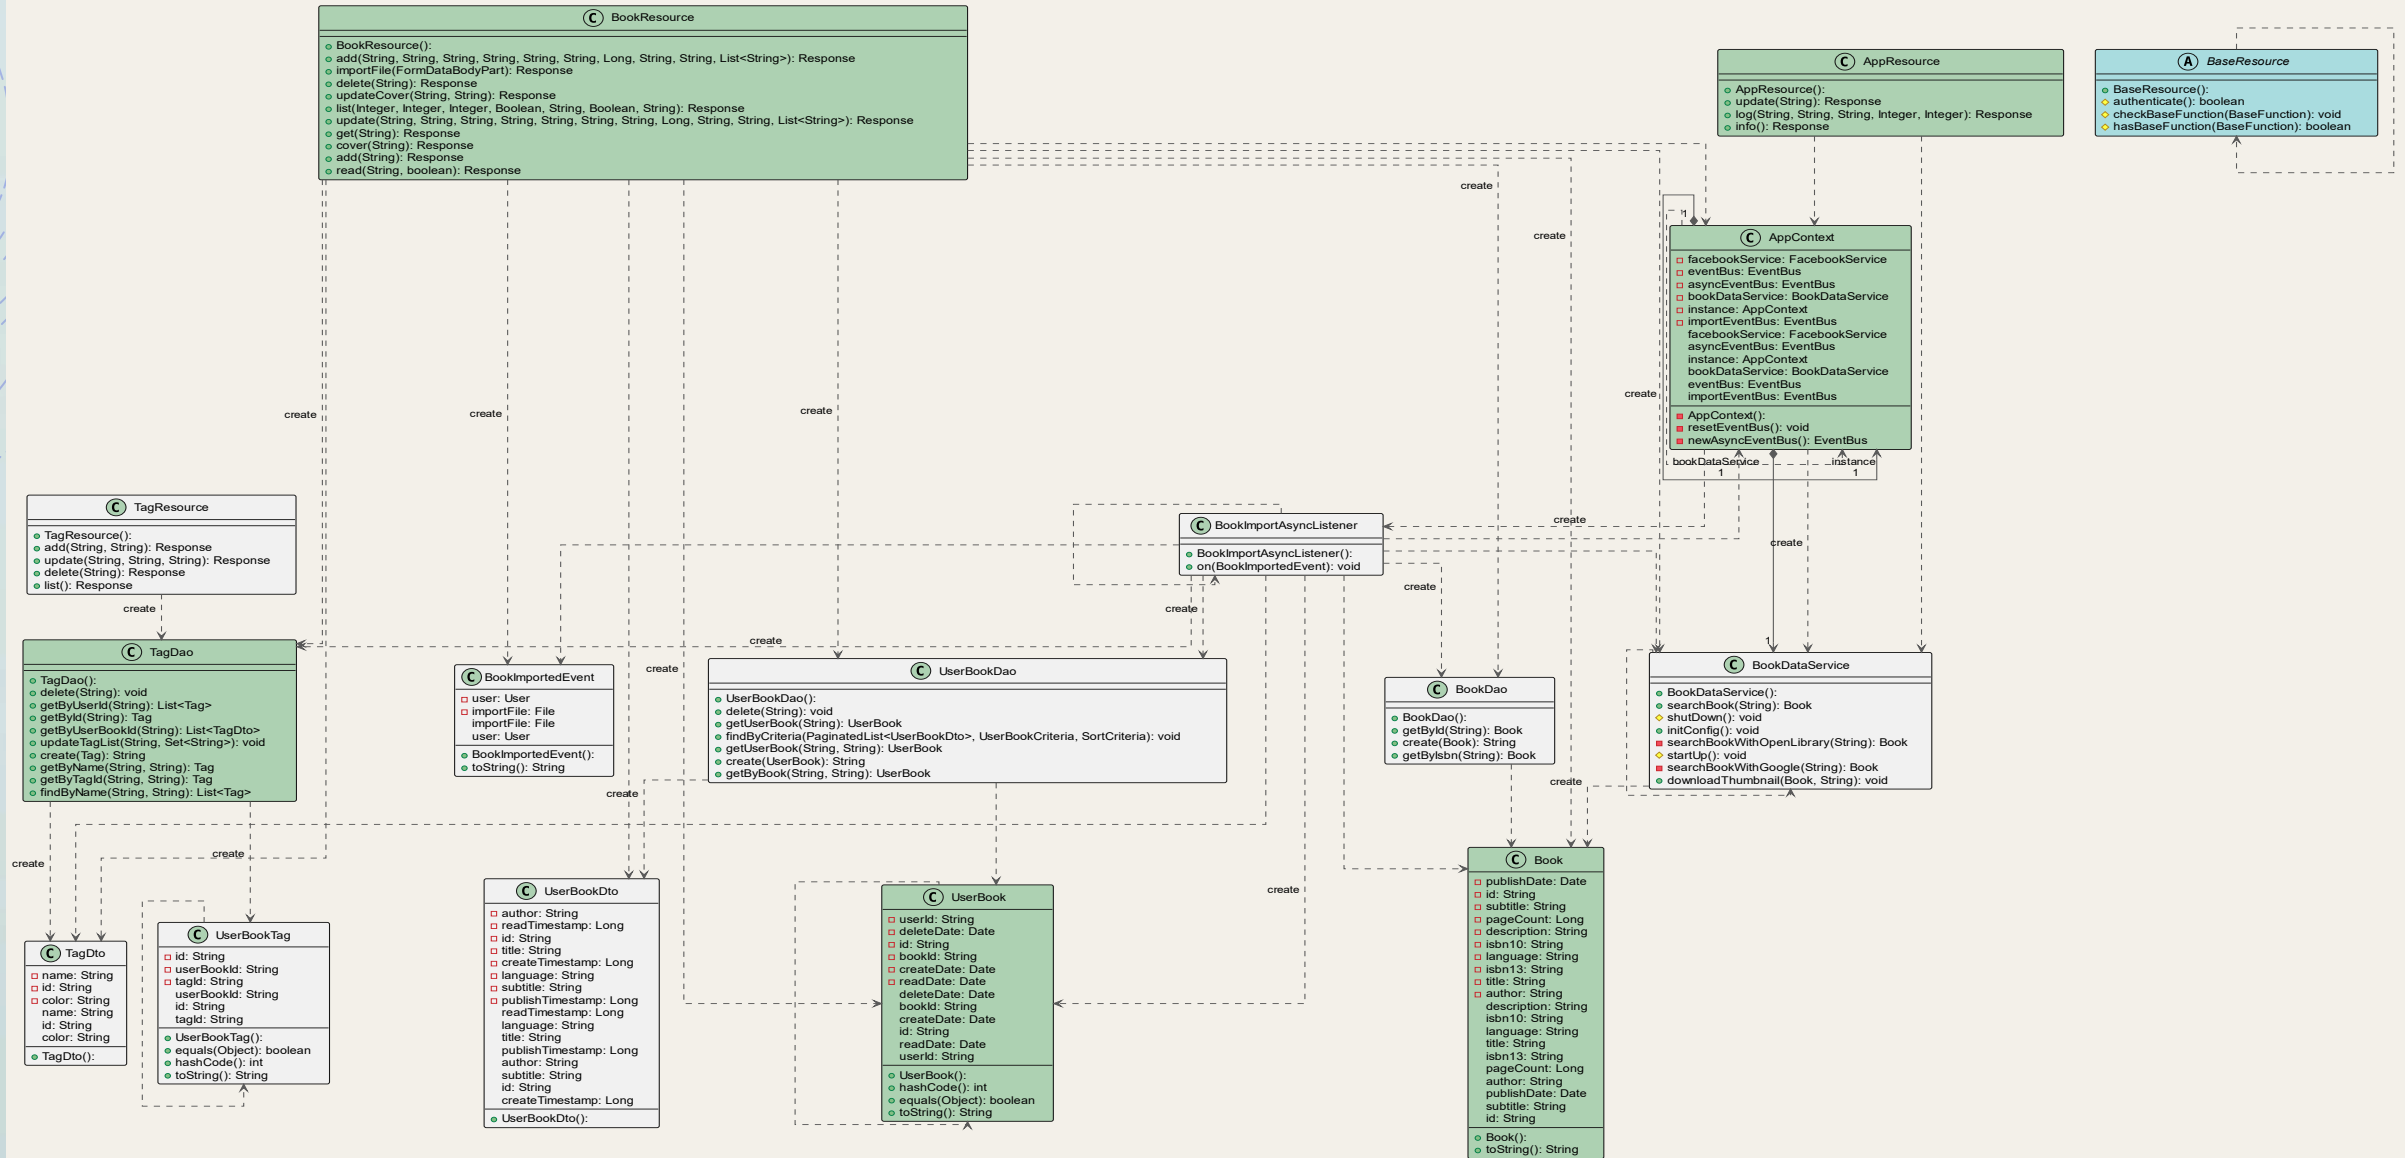 C BookResource
BookResource():
add(String, String, String, String, String, String, Long, String, String, List<String>): Response
importFile(FormDataBodyPart): Response
delete(String): Response
updateCover(String, String): Response
list(Integer, Integer, Integer, Boolean, String, Boolean, String): Response
update(String, String, String, String, String, String, String, Long, String, String, List<String>): Response
get(String): Response
cover(String): Response
add(String): Response
read(String, boolean): Response
C AppResource
AppResource():
update(String): Response
log(String, String, String, Integer, Integer): Response
info(): Response
A BaseResource
BaseResource():
authenticate(): boolean
checkBaseFunction(BaseFunction): void
hasBaseFunction(BaseFunction): boolean
create
create
create
create
create
create
1
C AppContext
facebookService: FacebookService
eventBus: EventBus
asyncEventBus: EventBus
bookDataService: BookDataService
instance: AppContext
importEventBus: EventBus
facebookService: FacebookService
asyncEventBus: EventBus
instance: AppContext
bookDataService: BookDataService
eventBus: EventBus
importEventBus: EventBus
AppContext():
resetEventBus(): void
newAsyncEventBus(): EventBus
bookDataService
1
instance
1
C TagResource
TagResource():
add(String, String): Response
update(String, String, String): Response
delete(String): Response
list(): Response
create
C BookImportAsyncListener
BookImportAsyncListener():
on(BookImportedEvent): void
create
create
create
create
create
create
1
C TagDao
TagDao():
delete(String): void
getByUserId(String): List<Tag>
getById(String): Tag
getByUserBookId(String): List<TagDto>
updateTagList(String, Set<String>): void
create(Tag): String
getByName(String, String): Tag
getByTagId(String, String): Tag
findByName(String, String): List<Tag>
C BookImportedEvent
user: User
importFile: File
importFile: File
user: User
BookImportedEvent():
toString(): String
C UserBookDao
UserBookDao():
delete(String): void
getUserBook(String): UserBook
findByCriteria(PaginatedList<UserBookDto>, UserBookCriteria, SortCriteria): void
getUserBook(String, String): UserBook
create(UserBook): String
getByBook(String, String): UserBook
C BookDao
BookDao():
getById(String): Book
create(Book): String
getByIsbn(String): Book
C BookDataService
BookDataService():
searchBook(String): Book
shutDown(): void
initConfig(): void
searchBookWithOpenLibrary(String): Book
startUp(): void
searchBookWithGoogle(String): Book
downloadThumbnail(Book, String): void
create
create
create
create
create
C TagDto
name: String
id: String
color: String
name: String
id: String
color: String
TagDto():
C UserBookTag
id: String
userBookId: String
tagId: String
userBookId: String
id: String
tagId: String
UserBookTag():
equals(Object): boolean
hashCode(): int
toString(): String
C UserBookDto
author: String
readTimestamp: Long
id: String
title: String
createTimestamp: Long
language: String
subtitle: String
publishTimestamp: Long
readTimestamp: Long
language: String
title: String
publishTimestamp: Long
author: String
subtitle: String
id: String
createTimestamp: Long
UserBookDto():
C UserBook
userId: String
deleteDate: Date
id: String
bookId: String
createDate: Date
readDate: Date
deleteDate: Date
bookId: String
createDate: Date
id: String
readDate: Date
userId: String
UserBook():
hashCode(): int
equals(Object): boolean
toString(): String
C Book
publishDate: Date
id: String
subtitle: String
pageCount: Long
description: String
isbn10: String
language: String
isbn13: String
title: String
author: String
description: String
isbn10: String
language: String
title: String
isbn13: String
pageCount: Long
author: String
publishDate: Date
subtitle: String
id: String
Book():
toString(): String